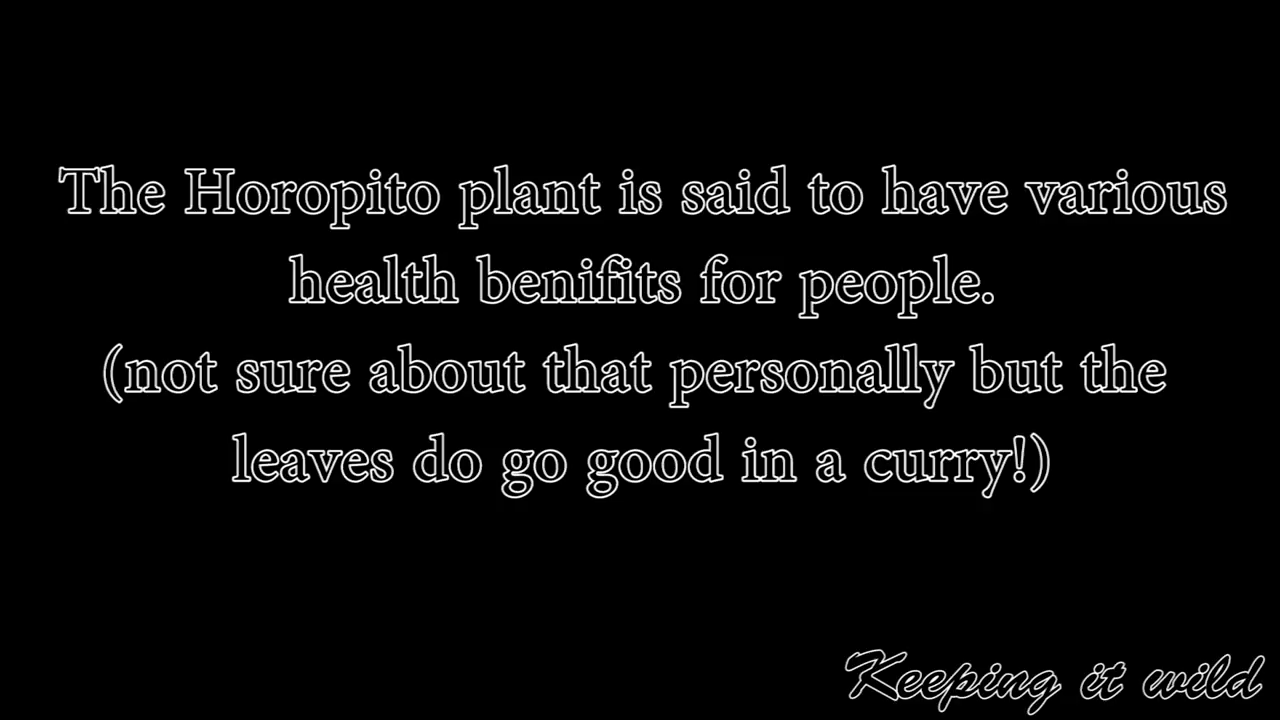 The Horopito plant is said to have various
health benifits for people.
(not sure about that personally but the
leaves do go good in a curry!)
Keeping it wild